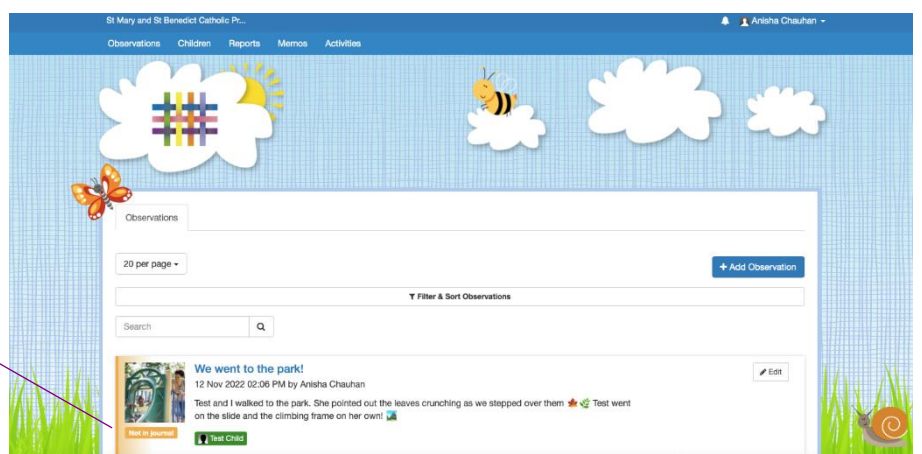 St Mary and St Benedict Catholic Pr...
Anisha Chauhan
Observations Children Reports Memos Activities
Observations
20 per page
+ Add Observation
Filter & Sort Observations
Search
We went to the park!
Edit
12 Nov 2022 02:06 PM by Anisha Chauhan
Test and I walked to the park. She pointed out the leaves crunching as we stepped over them 🍁 🌿 Test went
on the slide and the climbing frame on her own! 🏞️
Not in journal
Test Child